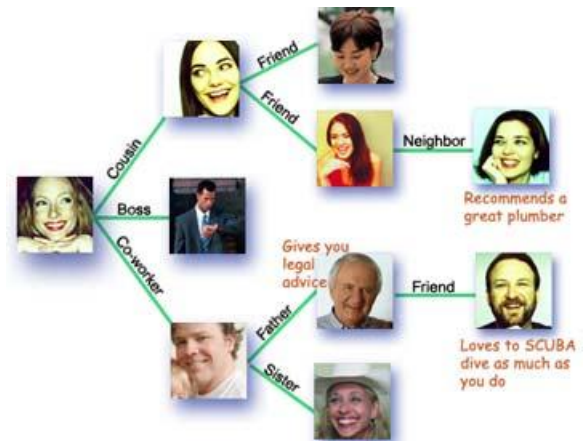 Friend
Friend
Cousin
Neighbor
Recommends a
great plumber
Boss
Co-worker
Gives you
legal
advice
Father
Friend
Sister
Loves to SCUBA
dive as much as
you do